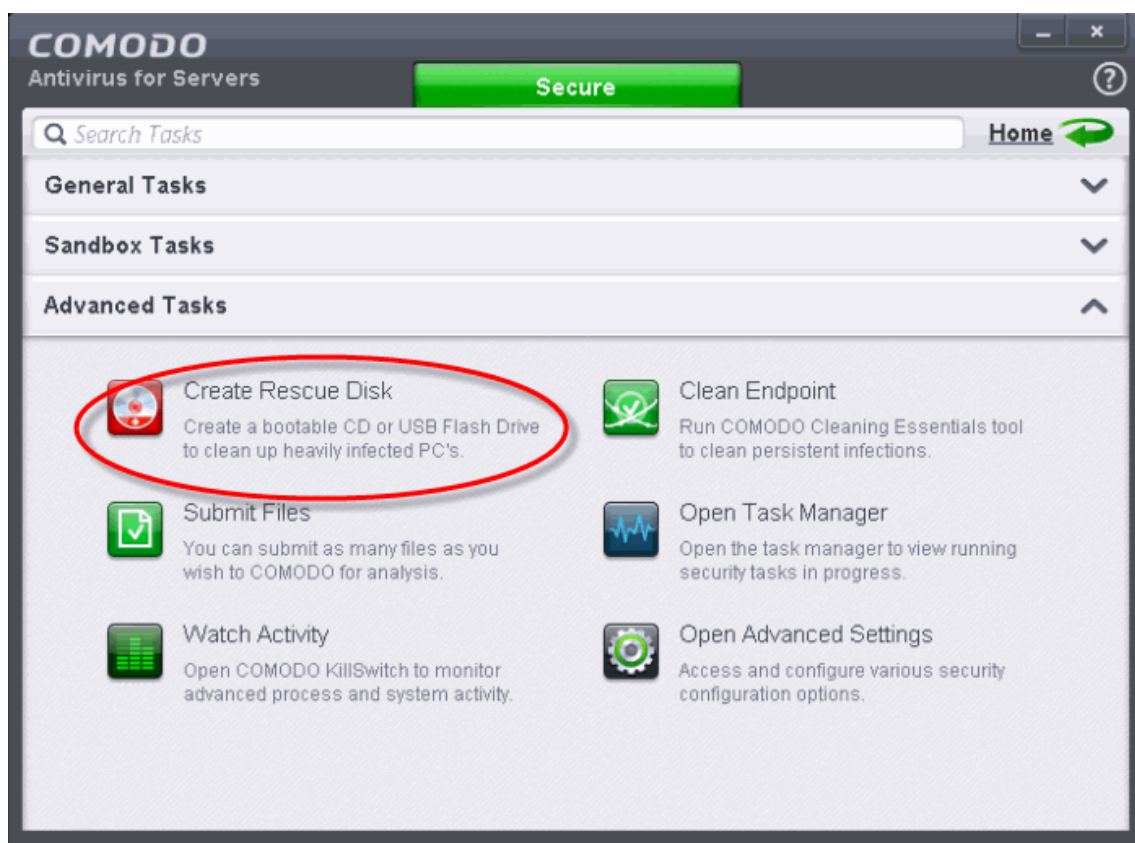 COMODO
Antivirus for Servers
Secure
?
Search Tasks
Home
General Tasks
Sandbox Tasks
Advanced Tasks
Create Rescue Disk
Create a bootable CD or USB Flash Drive
to clean up heavily infected PC's.
Clean Endpoint
Run COMODO Cleaning Essentials tool
to clean persistent infections.
Submit Files
You can submit as many files as you
wish to COMODO for analysis.
Open Task Manager
Open the task manager to view running
security tasks in progress.
Watch Activity
Open COMODO KillSwitch to monitor
advanced process and system activity.
Open Advanced Settings
Access and configure various security
configuration options.